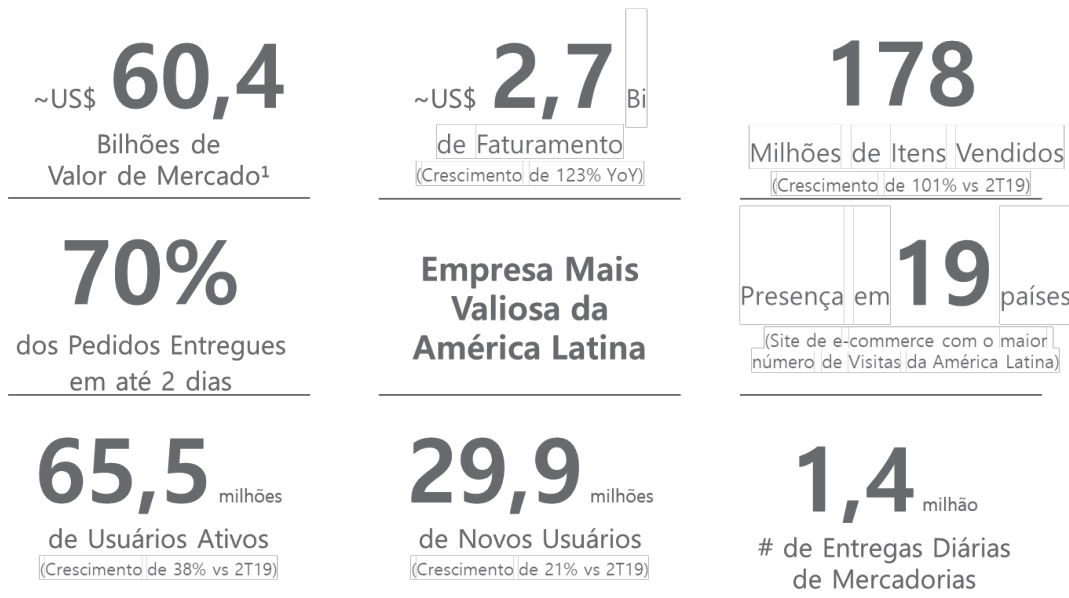 ~US$ 60,4
Bilhões de
Valor de Mercado¹
~US$ 2,7 Bi
de Faturamento
(Crescimento de 123% YoY)
178
Milhões de Itens Vendidos
(Crescimento de 101% vs 2T19)
70%
dos Pedidos Entregues
em até 2 dias
Empresa Mais
Valiosa da
América Latina
Presença em 19 países
(Site de e-commerce com o maior
número de Visitas da América Latina)
65,5 milhões
de Usuários Ativos
(Crescimento de 38% vs 2T19)
29,9 milhões
de Novos Usuários
(Crescimento de 21% vs 2T19)
1,4 milhão
# de Entregas Diárias
de Mercadorias